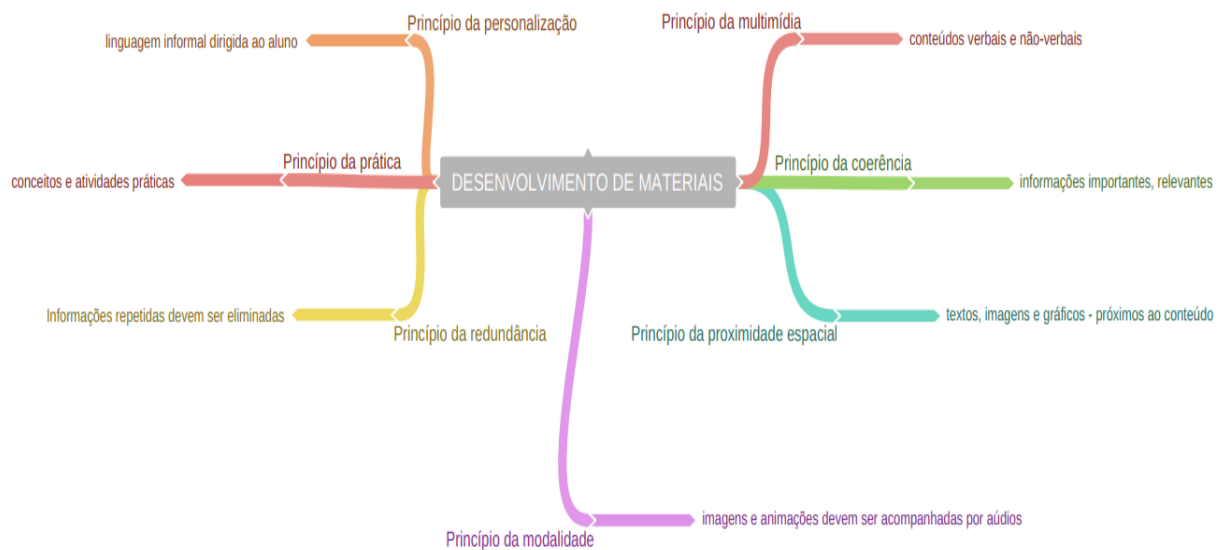 Princípio da personalização
linguagem informal dirigida ao aluno
Princípio da multimídia
conteúdos verbais e não-verbais
Princípio da prática
conceitos e atividades práticas
DESENVOLVIMENTO DE MATERIAIS
Princípio da coerência
informações importantes, relevantes
Informações repetidas devem ser eliminadas
Princípio da redundância
Princípio da proximidade espacial
textos, imagens e gráficos - próximos ao conteúdo
Princípio da modalidade
imagens e animações devem ser acompanhadas por aúdios